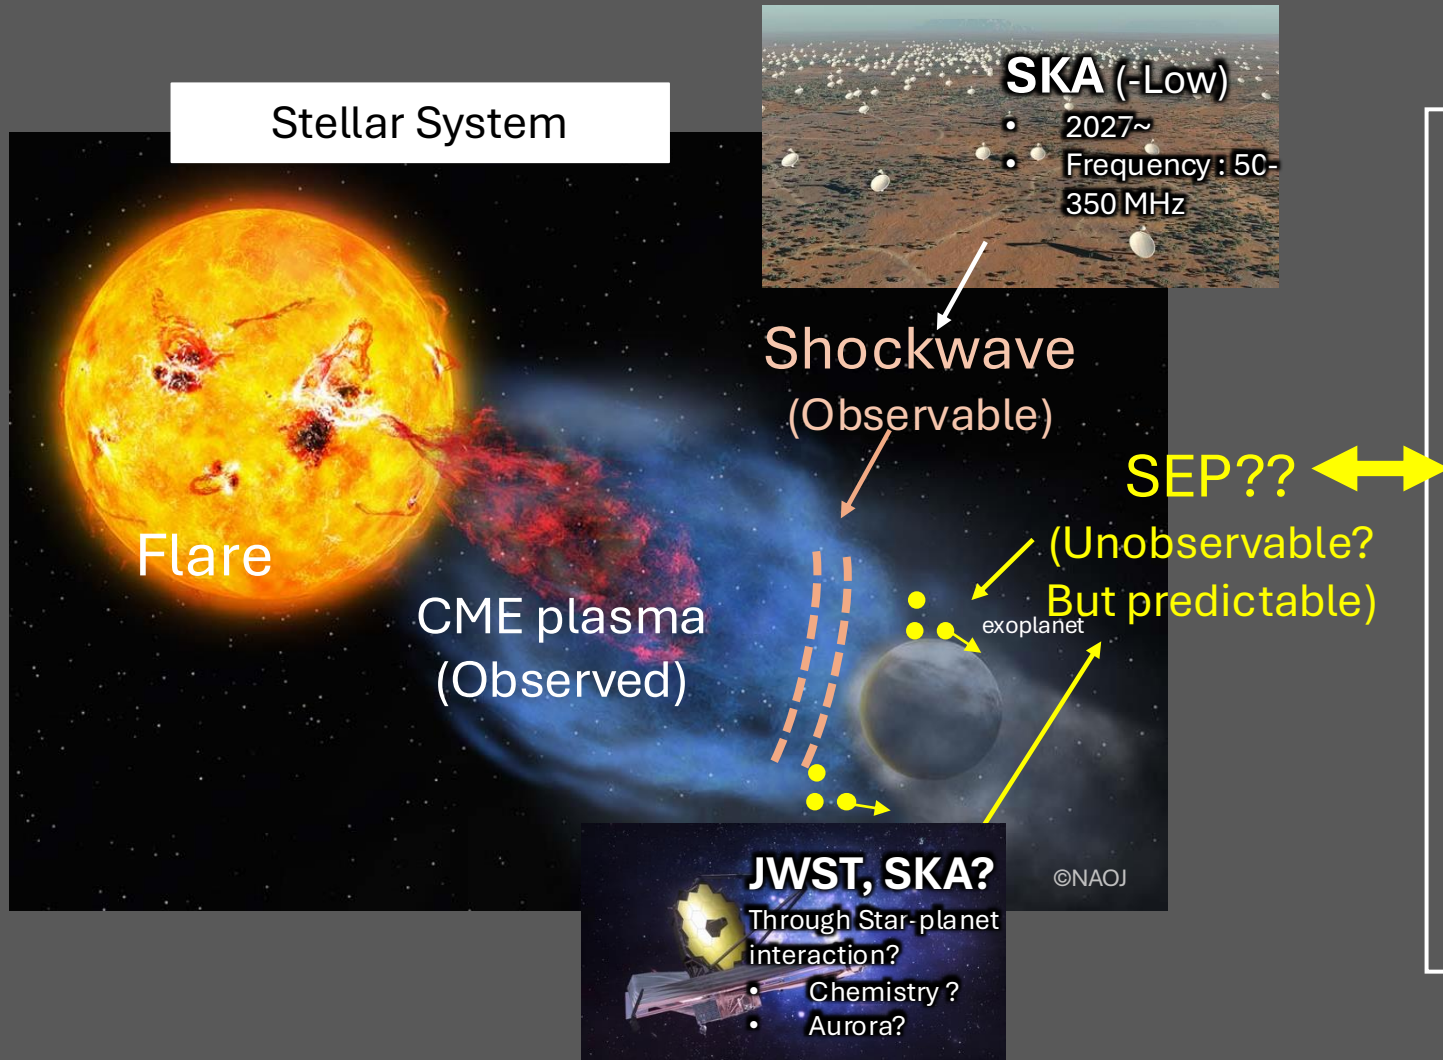 Stellar System
SKA (-Low)
• 2027~
• Frequency : 50-
350 MHz
Shockwave
(Observable)
SEP??
(Unobservable?
But predictable)
Flare
CME plasma
(Observed)
exoplanet
©NAOJ
JWST, SKA?
Through Star-planet
interaction?
• Chemistry ?
• Aurora?